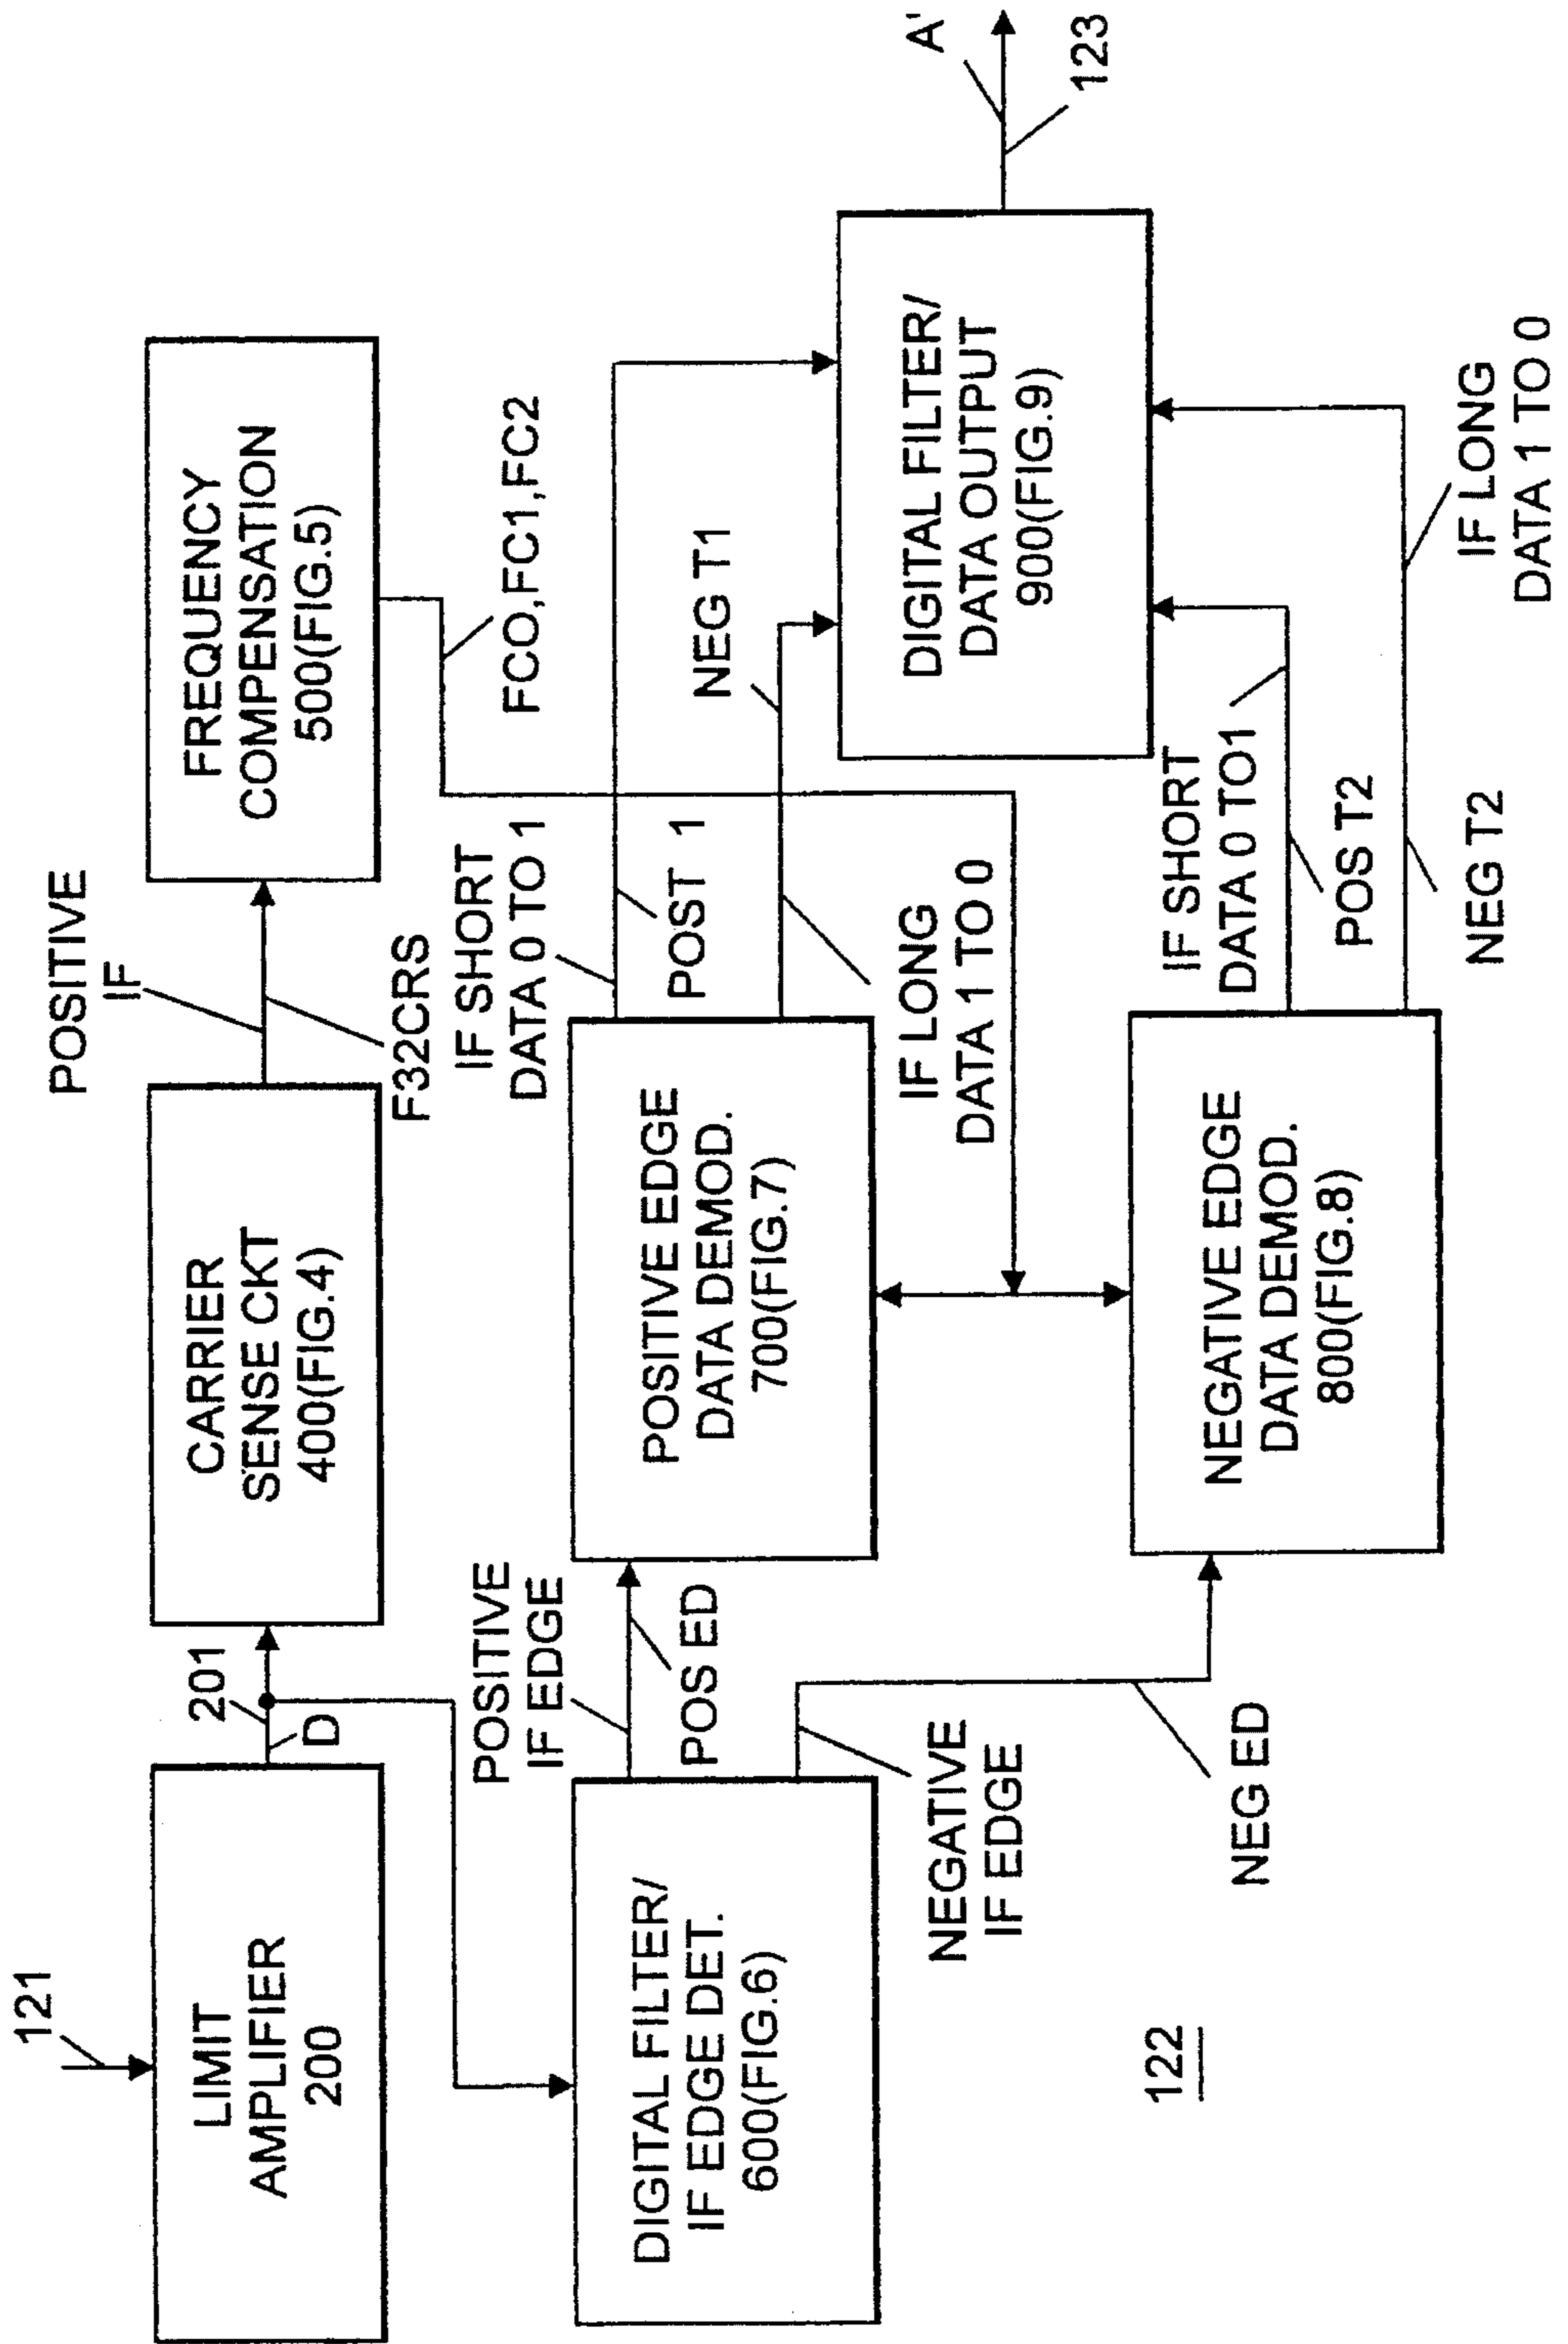 121
LIMIT
AMPLIFIER
200
201
D
CARRIER
SENSE CKT
400(FIG.4)
POSITIVE
IF
F32CRS
FREQUENCY
COMPENSATION
500(FIG.5)
FCO,FC1,FC2
DIGITAL FILTER/
IF EDGE DET.
600(FIG.6)
POSITIVE
IF EDGE
POS ED
NEGATIVE
IF EDGE
NEG ED
POSITIVE EDGE
DATA DEMOD.
700(FIG.7)
IF SHORT
DATA 0 TO 1
POST 1
NEG T1
IF LONG
DATA 1 TO 0
NEGATIVE EDGE
DATA DEMOD.
800(FIG.8)
IF SHORT
DATA 0 TO1
POS T2
NEG T2
IF LONG
DATA 1 TO 0
DIGITAL FILTER/
DATA OUTPUT
900(FIG.9)
A'
123
122